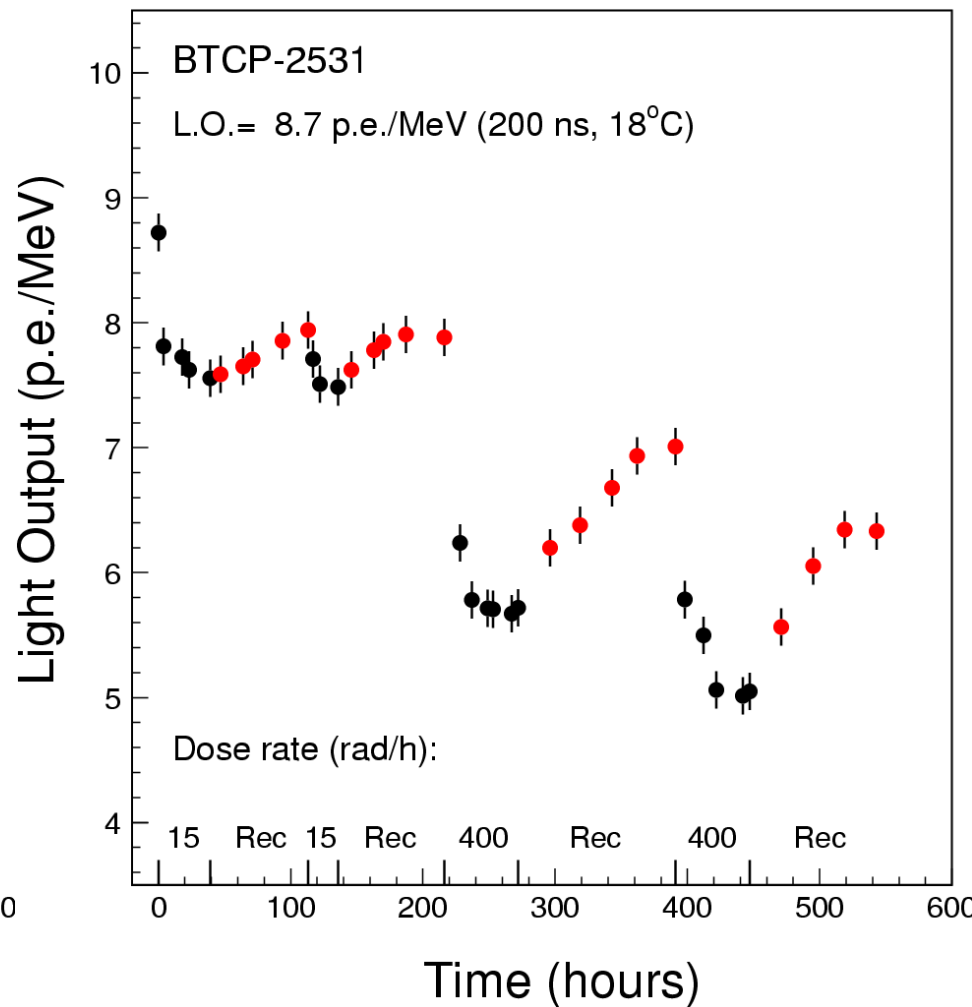 BTCP-2531
L.O.= 8.7 p.e./MeV (200 ns, 18°C)
Light Output (p.e./MeV)
10
9
8
7
6
5
4
Dose rate (rad/h):
15 Rec 15 Rec 400 Rec 400 Rec
0 0 100 200 300 400 500 600
Time (hours)